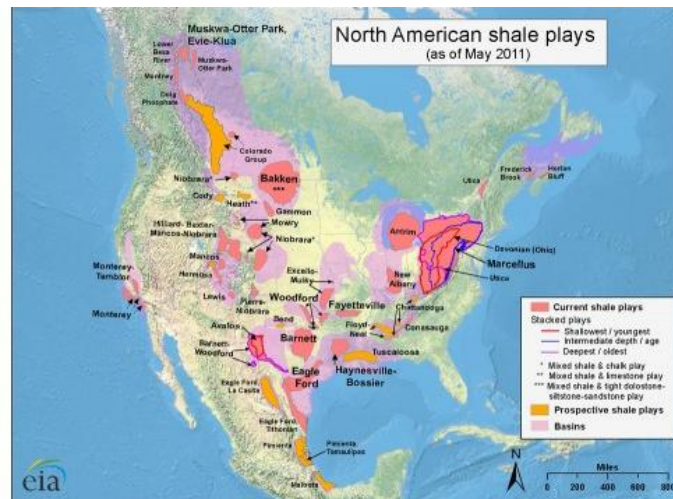 North American shale plays
(as of May 2011)
Muskwa-Otter Park,
Evie-Klua
Lower
Besa
River
Muskwa-
Otter Park
Montney
Doig
Phosphate
Colorado
Group
Niobrara*
Bakken
***
Cody
Heath**
Gammon
Mowry
Hilliard-Baxter-
Mancos-Niobrara
Niobrara*
Mancos
Hermosa
Lewis
Pierre-
Niobrara
Monterey-
Temblor
Monterey
Avalon
Barnett-
Woodford
Bend
Woodford
Excello-
Mulky
Fayetteville
Barnett
Eagle
Ford
Haynesville-
Bossier
Tuscaloosa
Floyd-
Neal
Conasauga
Chattanooga
New
Albany
Antrim
Utica
Frederick
Brook
Horton
Bluff
Devonian (Ohio)
Marcellus
Utica
Eagle Ford,
La Casita
Eagle Ford,
Tithonian
Pimienta
Pimienta,
Tamaulipas
Maltrata
Current shale plays
Stacked plays
Shallowest / youngest
Intermediate depth / age
Deepest / oldest
* Mixed shale & chalk play
** Mixed shale & limestone play
*** Mixed shale & tight dolostone-
siltstone-sandstone play
Prospective shale plays
Basins
Miles
0 200 400 600 800
N
eia